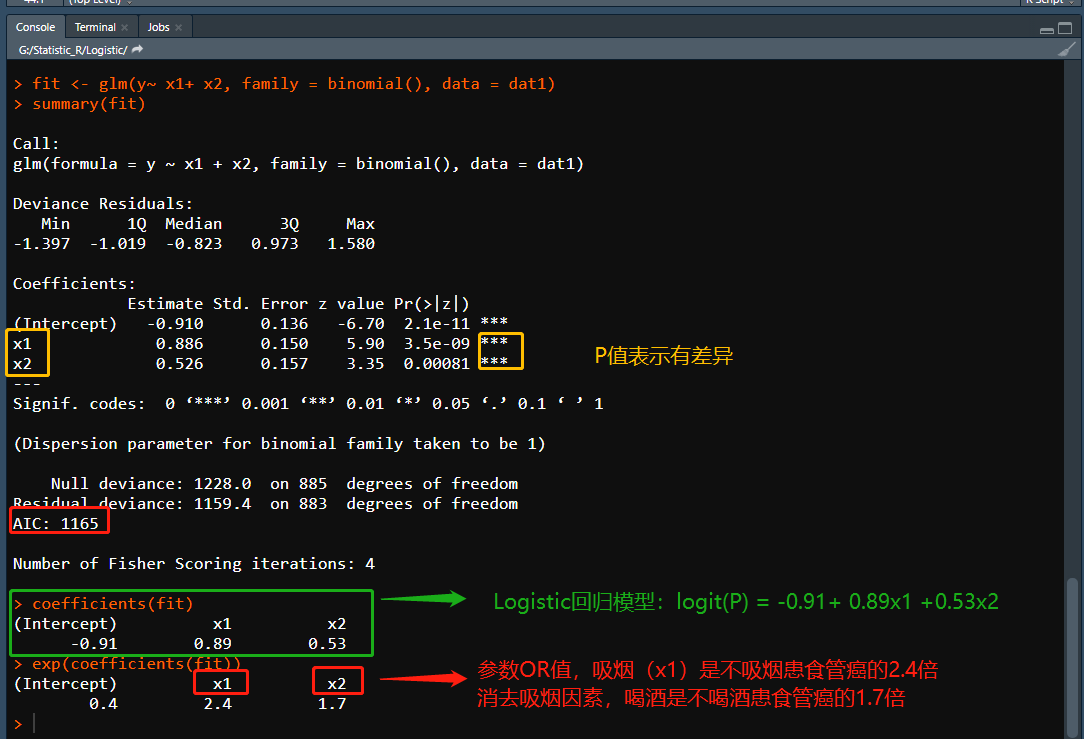 (Top Level)
R Script
Console Terminal Jobs
G:/Statistic_R/Logistic/
> fit <- glm(y~ x1+ x2, family = binomial(), data = dat1)
> summary(fit)
Call:
glm(formula = y ~ x1 + x2, family = binomial(), data = dat1)
Deviance Residuals:
Min 1Q Median 3Q Max
-1.397 -1.019 -0.823 0.973 1.580
Coefficients:
Estimate Std. Error z value Pr(>|z|)
(Intercept) -0.910 0.136 -6.70 2.1e-11 ***
x1 0.886 0.150 5.90 3.5e-09 ***
x2 0.526 0.157 3.35 0.00081 ***
P值表示有差异
---
Signif. codes: 0 ‘***’ 0.001 ‘**’ 0.01 ‘*’ 0.05 ‘.’ 0.1 ‘ ’ 1
(Dispersion parameter for binomial family taken to be 1)
Null deviance: 1228.0 on 885 degrees of freedom
Residual deviance: 1159.4 on 883 degrees of freedom
AIC: 1165
Number of Fisher Scoring iterations: 4
> coefficients(fit)
(Intercept) x1 x2
-0.91 0.89 0.53
Logistic回归模型：logit(P) = -0.91+ 0.89x1 +0.53x2
> exp(coefficients(fit))
(Intercept) x1 x2
0.4 2.4 1.7
参数OR值，吸烟（x1）是不吸烟患食管癌的2.4倍
消去吸烟因素，喝酒是不喝酒患食管癌的1.7倍
>